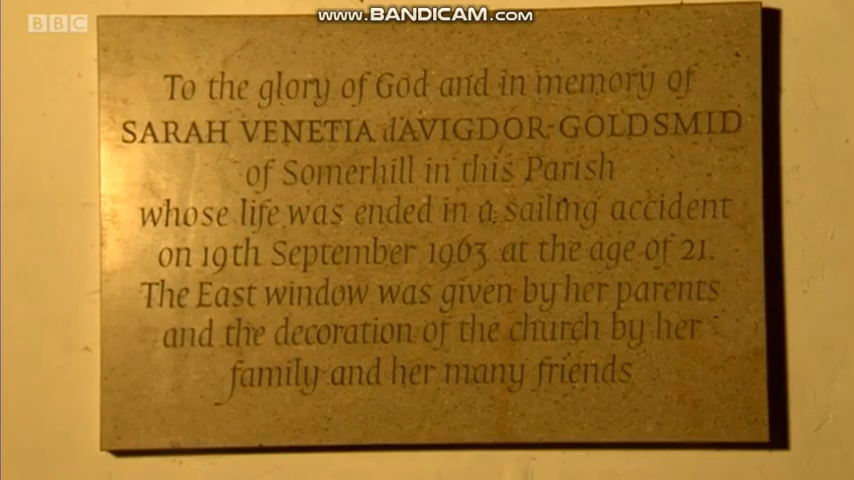 BBC
www.BANDICAM.com
To the glory of God and in memory of
SARAH VENETIA d'AVIGDOR-GOLDSMID
of Somerhill in this Parish
whose life was ended in a sailing accident
on 19th September 1963 at the age of 21.
The East window was given by her parents
and the decoration of the church by her
family and her many friends